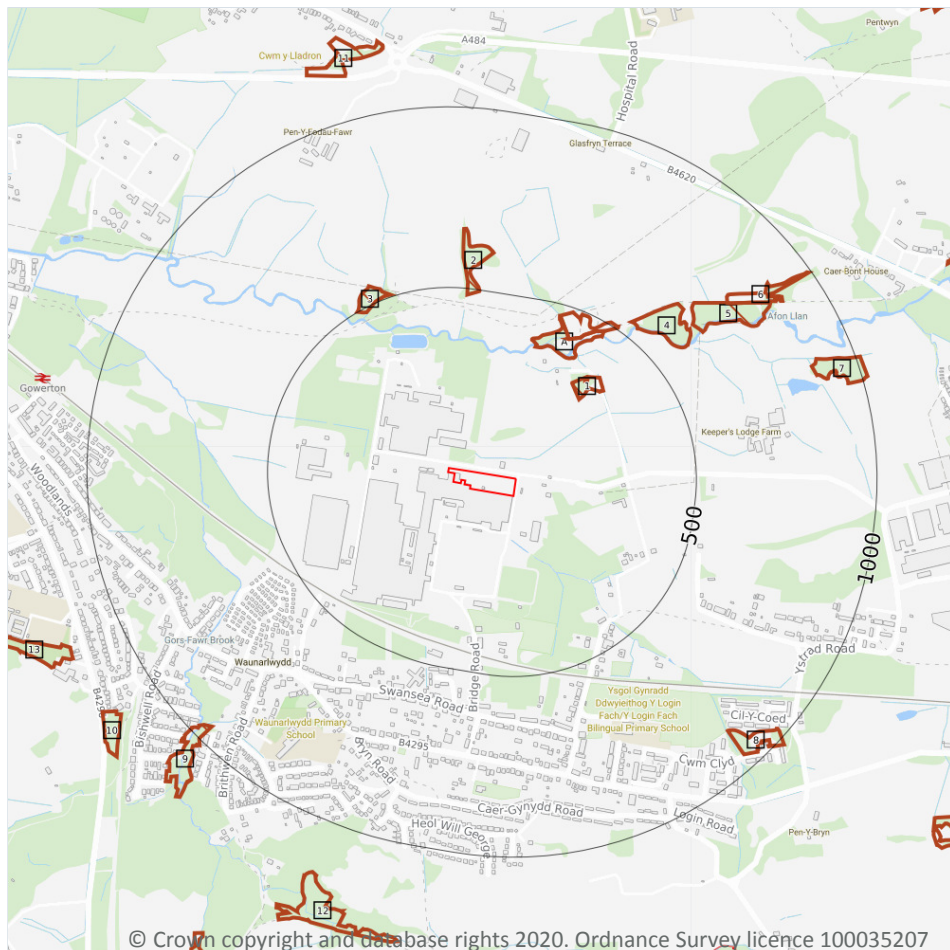 Pentwyn
A484
Cwm y Lladron
11
Hospital Road
Pen-Y-Fodau-Fawr
Glasfryn Terrace
B4620
2
Caer-Bont House
3
6
5
Afon Llan
4
A
7
1
Gowerton
Keeper's Lodge Farm
Woodlands
500
1000
Gors-Fawr Brook
13
Waunarlwydd
Ystrad Road
Bridge Road
B429
Bishwell Road
Swansea Road
Ysgol Gynradd
Ddwyieithog Y Login
Fach/Y Login Fach
Bilingual Primary School
Cil-Y-Coed
10
Waunarlwydd Primary
School
8
B4295
9
Brithwen Road
Bryn Road
Cwm Clyd
Caer-Gynydd Road
Login Road
Heol Will George
Pen-Y-Bryn
12
© Crown copyright and database rights 2020. Ordnance Survey licence 100035207